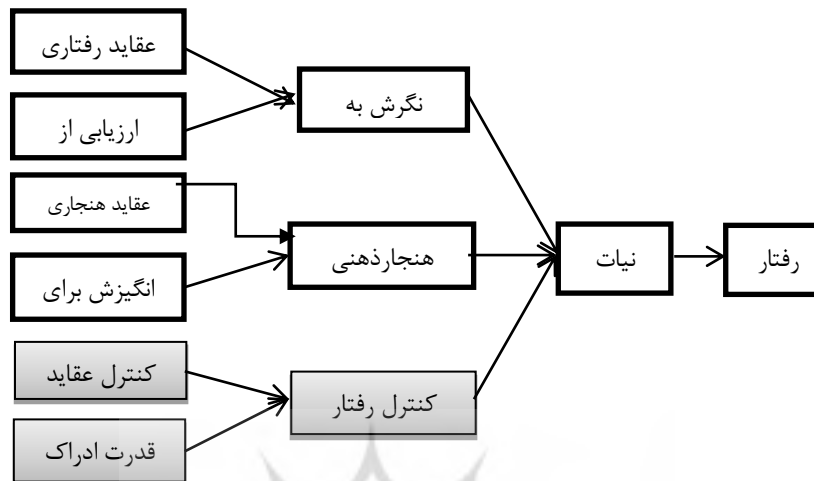 عقاید رفتاری
ارزیابی از
عقاید هنجاری
انگیزش برای
کنترل عقاید
قدرت ادراک
نگرش به
هنجارذهنی
کنترل رفتار
نیات
رفتار